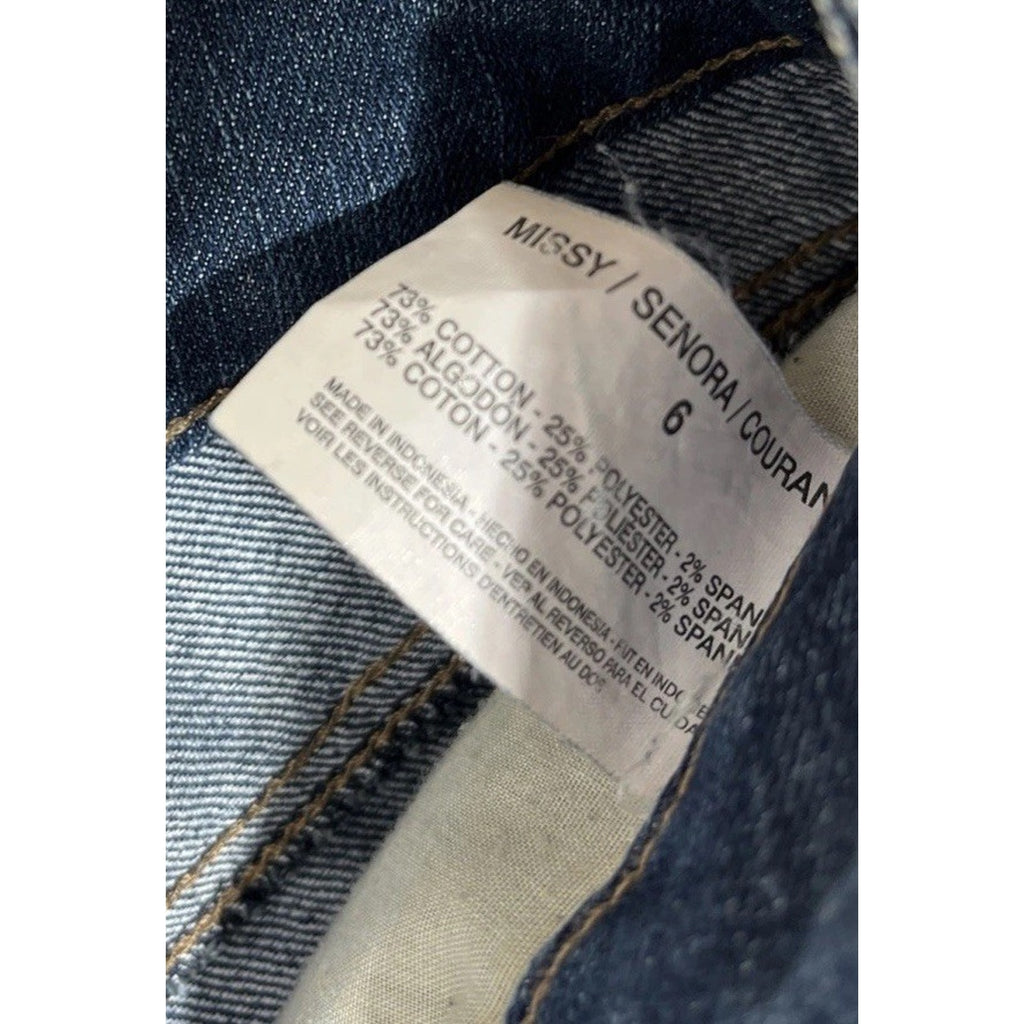 MISSY / SENORA / COURAN
6
73% COTTON - 25% POLYESTER - 2% SPAN
73% ALGODÓN - 25% POLIESTER - 2% SPAN
73% COTON - 25% POLYESTER - 2% SPAN
MADE IN INDONESIA - HECHO EN INDONESIA - FAIT EN INDONÉ
SEE REVERSE FOR CARE - VER AL REVERSO PARA EL CUIDA
VOIR LES INSTRUCTIONS D'ENTRETIEN AU DOS